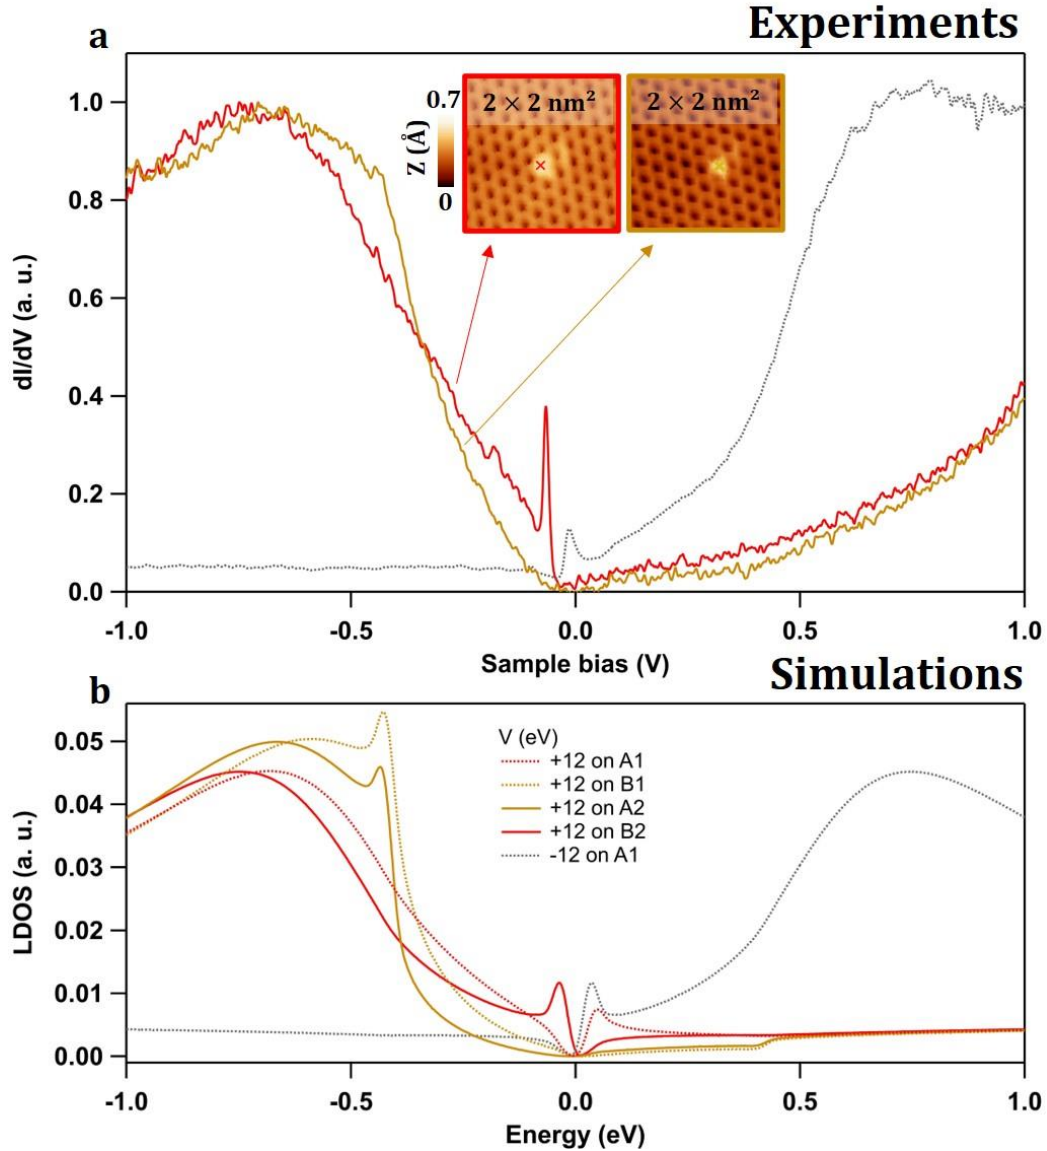 Experiments
a
2 × 2 nm²
2 × 2 nm²
0.7
Z (Å)
0
1.0
0.8
0.6
0.4
0.2
0.0
dI/dV (a. u.)
-1.0 -0.5 0.0 0.5 1.0
Sample bias (V)
Simulations
b
V (eV)
+12 on A1
+12 on B1
+12 on A2
+12 on B2
-12 on A1
0.05
0.04
0.03
0.02
0.01
0.00
LDOS (a. u.)
-1.0 -0.5 0.0 0.5 1.0
Energy (eV)